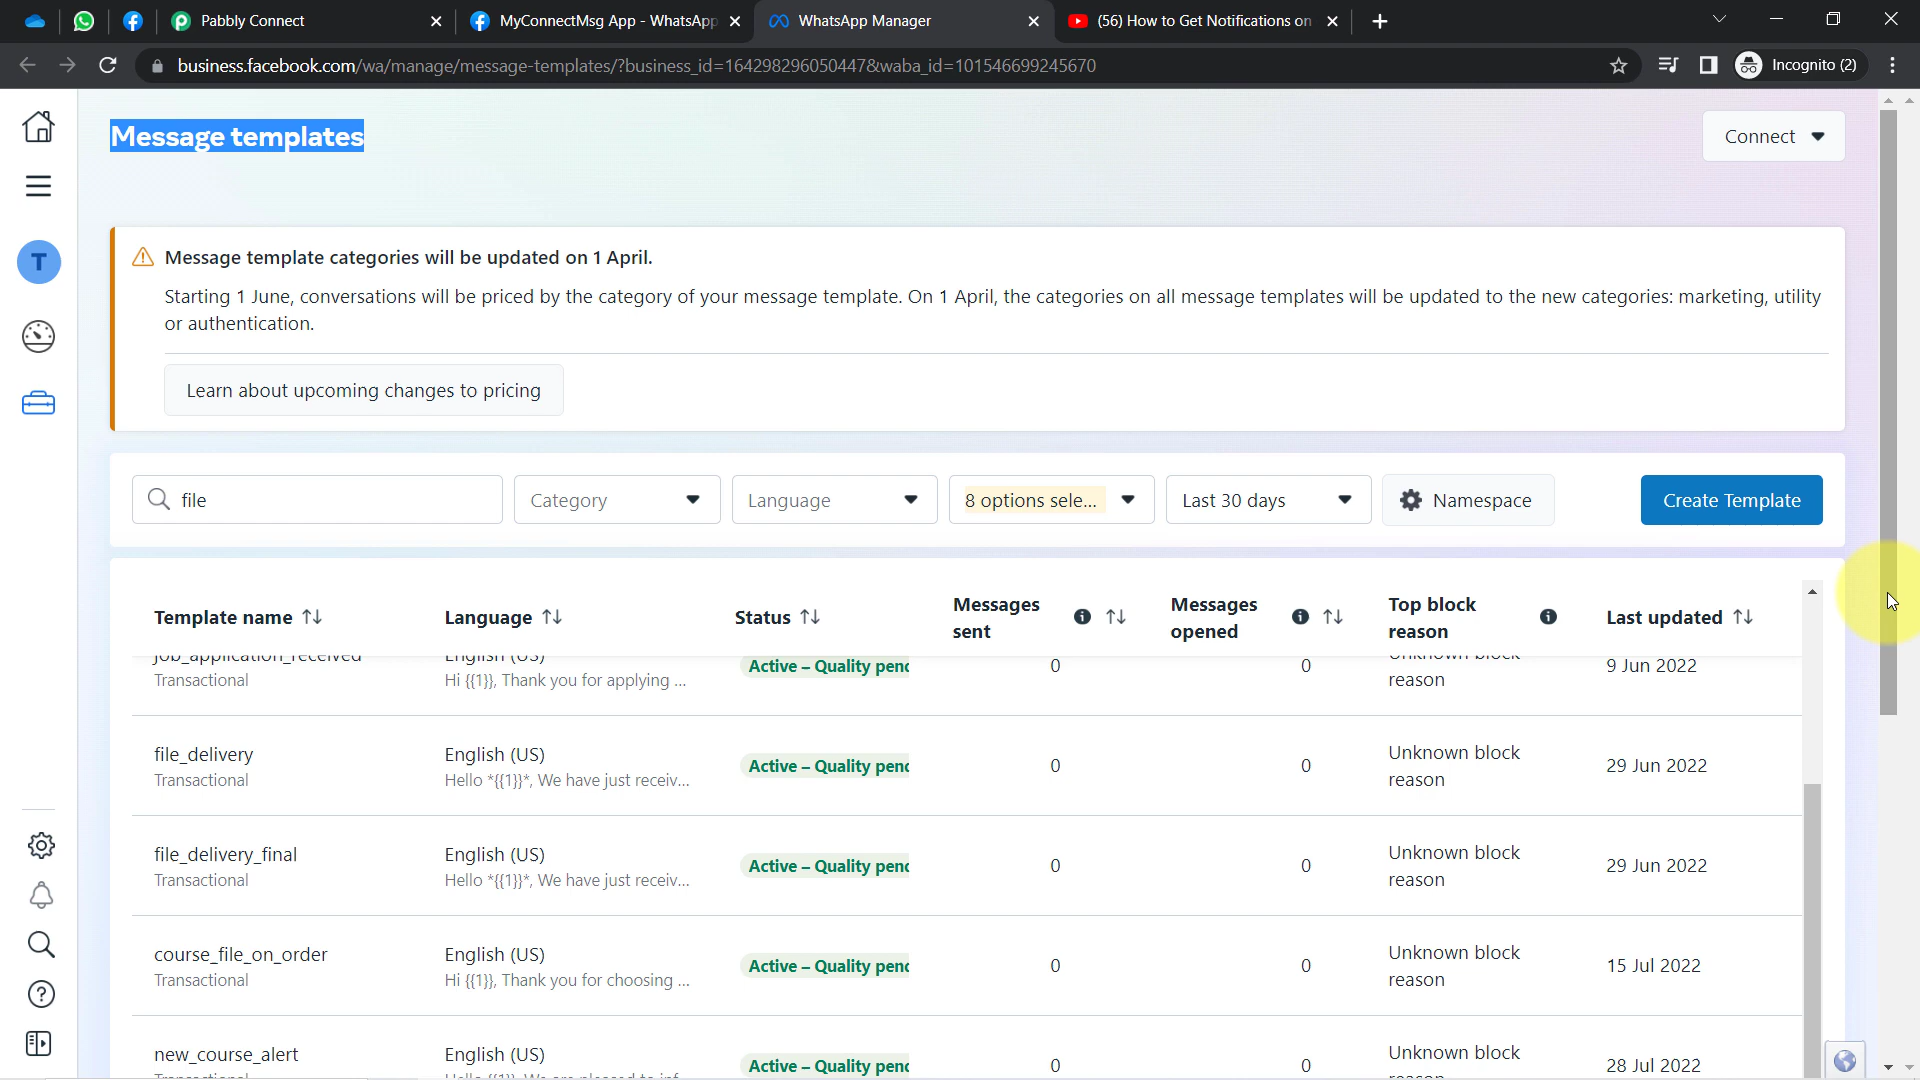 Pabbly Connect
MyConnectMsg App - WhatsApp
WhatsApp Manager
(56) How to Get Notifications on
business.facebook.com/wa/manage/message-templates/?business_id=164298296050447&waba_id=101546699245670
Incognito (2)
Message templates
Connect
T
Message template categories will be updated on 1 April.
Starting 1 June, conversations will be priced by the category of your message template. On 1 April, the categories on all message templates will be updated to the new categories: marketing, utility
or authentication.
Learn about upcoming changes to pricing
file
Category
Language
8 options sele...
Last 30 days
Namespace
Create Template
Template name
Language
Status
Messages sent
Messages opened
Top block reason
Last updated
job_application_received English (US) Active – Quality pend 0 0 Unknown block 9 Jun 2022
Transactional Hi {{1}}, Thank you for applying ... reason
file_delivery English (US) Active – Quality pend 0 0 Unknown block 29 Jun 2022
Transactional Hello *{{1}}*, We have just receiv... reason
file_delivery_final English (US) Active – Quality pend 0 0 Unknown block 29 Jun 2022
Transactional Hello *{{1}}*, We have just receiv... reason
course_file_on_order English (US) Active – Quality pend 0 0 Unknown block 15 Jul 2022
Transactional Hi {{1}}, Thank you for choosing ... reason
new_course_alert English (US) Active – Quality pend 0 0 Unknown block 28 Jul 2022